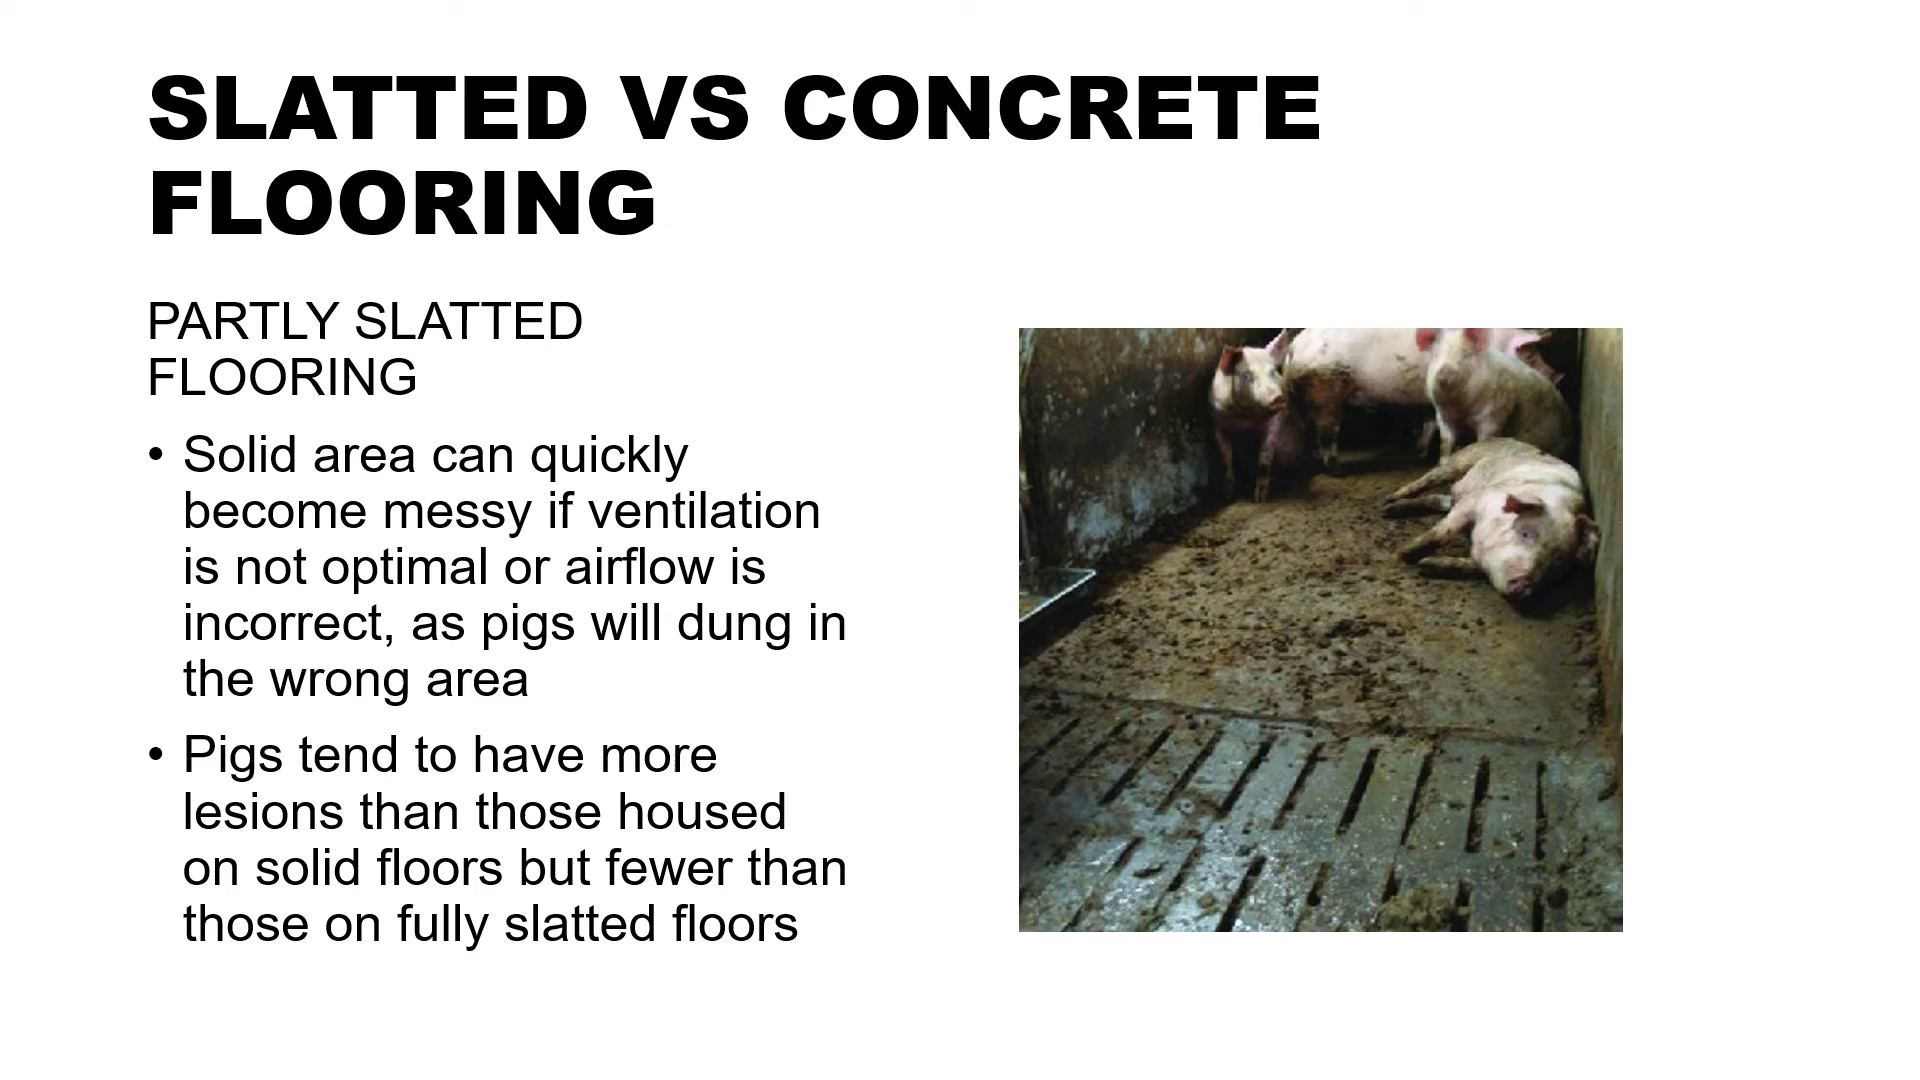 SLATTED VS CONCRETE
FLOORING
PARTLY SLATTED
FLOORING
• Solid area can quickly
become messy if ventilation
is not optimal or airflow is
incorrect, as pigs will dung in
the wrong area
• Pigs tend to have more
lesions than those housed
on solid floors but fewer than
those on fully slatted floors